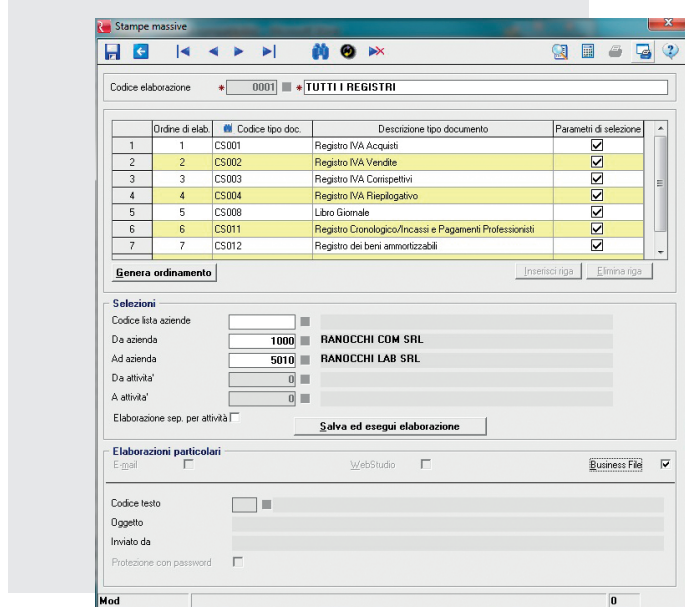 Stampe massive
Codice elaborazione * 0001 * TUTTI I REGISTRI
Ordine di elab. Codice tipo doc. Descrizione tipo documento Parametri di selezione
1 1 CS001 Registro IVA Acquisti
2 2 CS002 Registro IVA Vendite
3 3 CS003 Registro IVA Corrispettivi
4 4 CS004 Registro IVA Riepilogativo
5 5 CS008 Libro Giornale
6 6 CS011 Registro Cronologico/Incassi e Pagamenti Professionisti
7 7 CS012 Registro dei beni ammortizzabili
Genera ordinamento Inserisci riga Elimina riga
Selezioni
Codice lista aziende
Da azienda 1000 RANOCCHI COM SRL
Ad azienda 5010 RANOCCHI LAB SRL
Da attivita' 0
A attivita' 0
Elaborazione sep. per attività Salva ed esegui elaborazione
Elaborazioni particolari
E-mail WebStudio Business File
Codice testo
Oggetto
Inviato da
Protezione con password
Mod 0